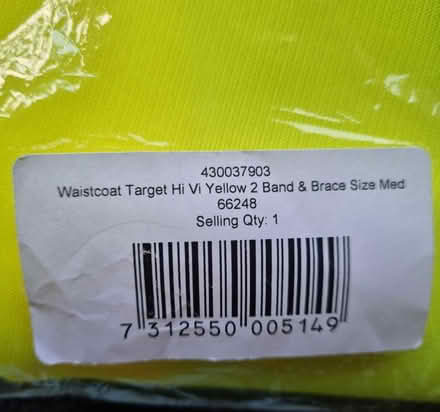 430037903
Waistcoat Target Hi Vi Yellow 2 Band & Brace Size Med
66248
Selling Qty: 1
7 312550 005149